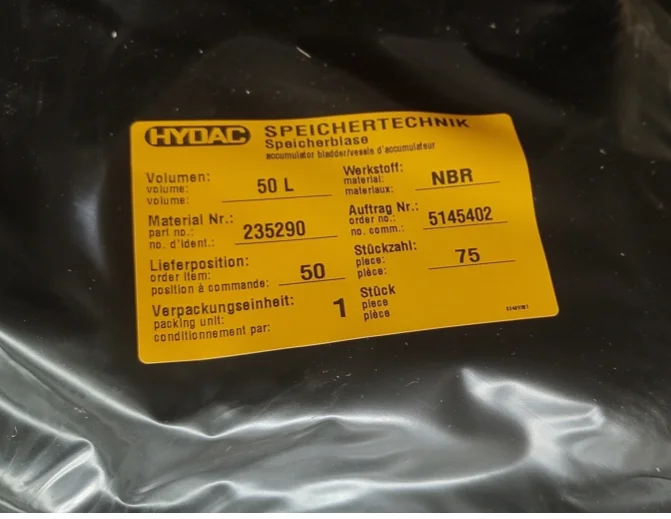 HYDAC SPEICHERTECHNIK
Speicherblase
accumulator bladder/vessie d'accumulateur
Volumen:
volume:
volume:
50 L
Werkstoff:
material:
materiaux:
NBR
Material Nr.:
part no.:
no. d'ident.:
235290
Auftrag Nr.:
order no.:
no. comm.:
5145402
Lieferposition:
order item:
position à commande:
50
Stückzahl:
piece:
pièce:
75
Verpackungseinheit:
packing unit:
conditionnement par:
1
Stück
piece
pièce